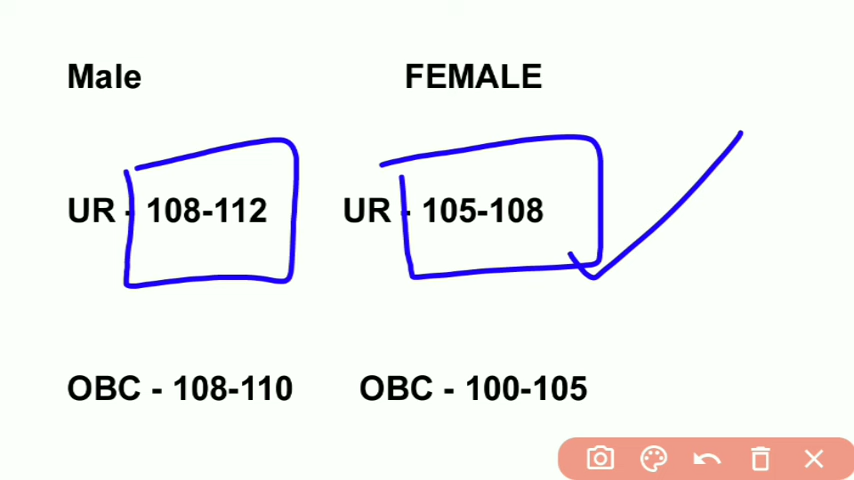 Male FEMALE
UR - 108-112 UR - 105-108
OBC - 108-110 OBC - 100-105